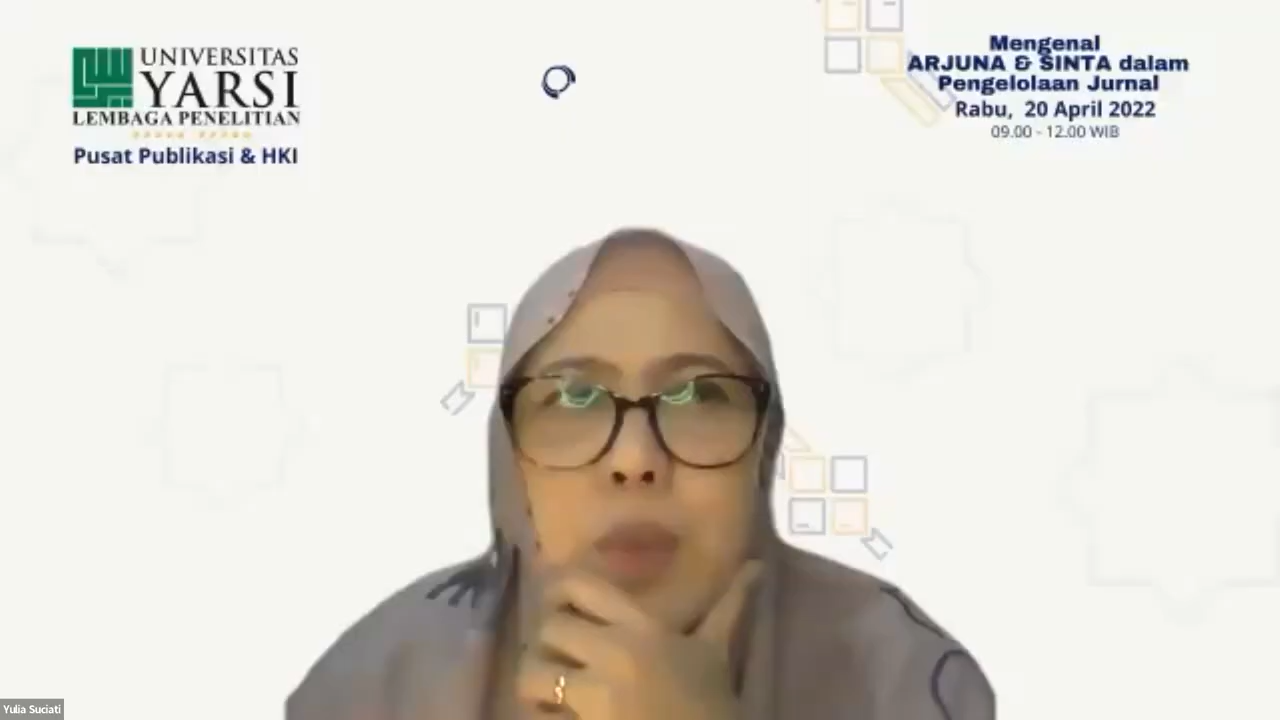 UNIVERSITAS
YARSI
LEMBAGA PENELITIAN
Pusat Publikasi & HKI
Mengenal
ARJUNA & SINTA dalam
Pengelolaan Jurnal
Rabu, 20 April 2022
09.00 - 12.00 WIB
Yulia Suciati